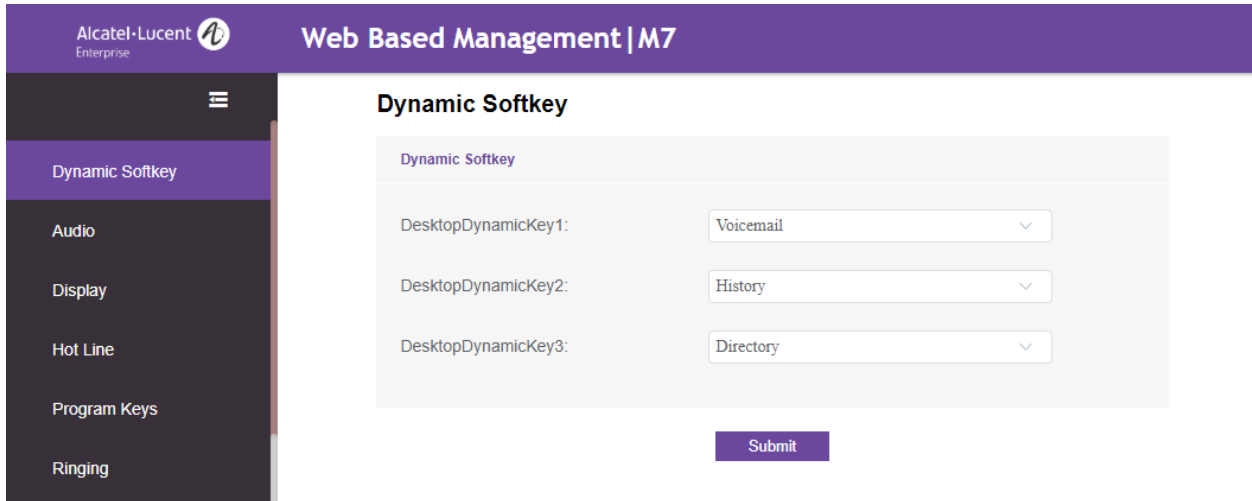 Alcatel·Lucent
Enterprise
Web Based Management|M7
Dynamic Softkey
Audio
Display
Hot Line
Program Keys
Ringing
Dynamic Softkey
Dynamic Softkey
DesktopDynamicKey1: Voicemail
DesktopDynamicKey2: History
DesktopDynamicKey3: Directory
Submit